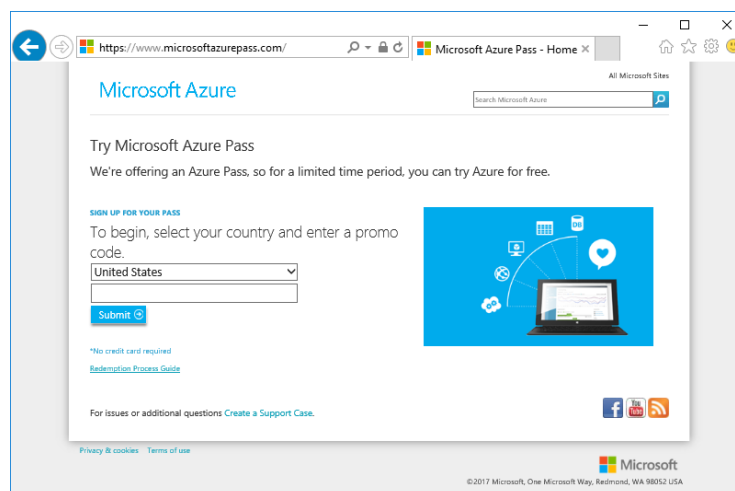 https://www.microsoftazurepass.com/
Microsoft Azure Pass - Home
All Microsoft Sites
Microsoft Azure
Search Microsoft Azure
Try Microsoft Azure Pass
We're offering an Azure Pass, so for a limited time period, you can try Azure for free.
SIGN UP FOR YOUR PASS
To begin, select your country and enter a promo
code.
United States
Submit
*No credit card required
Redemption Process Guide
DB
For issues or additional questions Create a Support Case.
You
Tube
Privacy & cookies Terms of use
Microsoft
©2017 Microsoft, One Microsoft Way, Redmond, WA 98052 USA